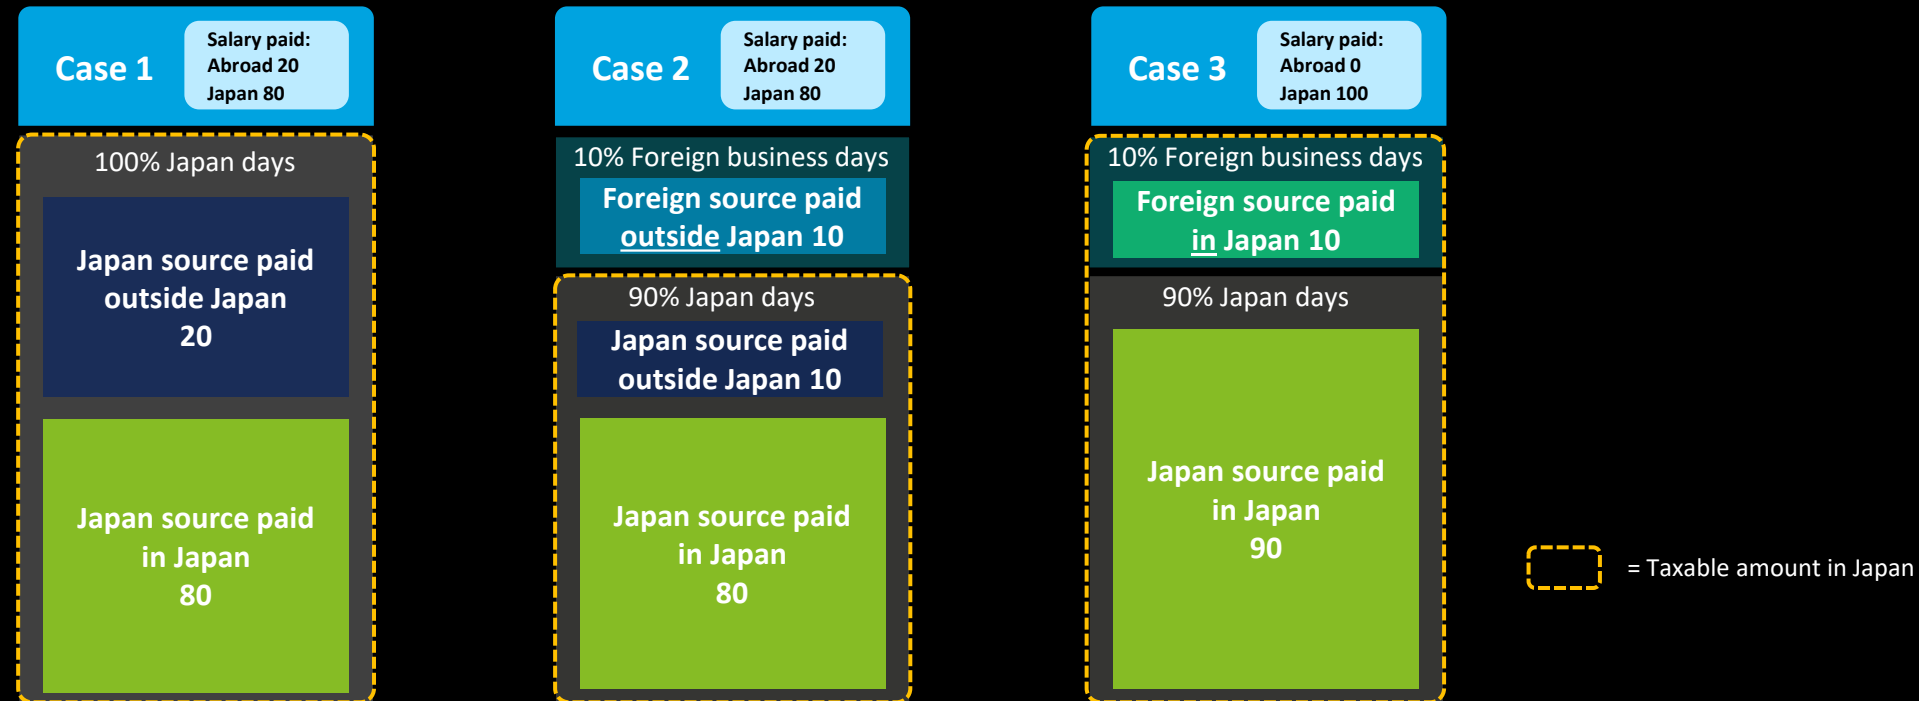 Case 1
Salary paid:
Abroad 20
Japan 80
100% Japan days
Japan source paid
outside Japan
20
Japan source paid
in Japan
80
Case 2
Salary paid:
Abroad 20
Japan 80
10% Foreign business days
Foreign source paid
outside Japan 10
90% Japan days
Japan source paid
outside Japan 10
Japan source paid
in Japan
80
Case 3
Salary paid:
Abroad 0
Japan 100
10% Foreign business days
Foreign source paid
in Japan 10
90% Japan days
Japan source paid
in Japan
90
= Taxable amount in Japan